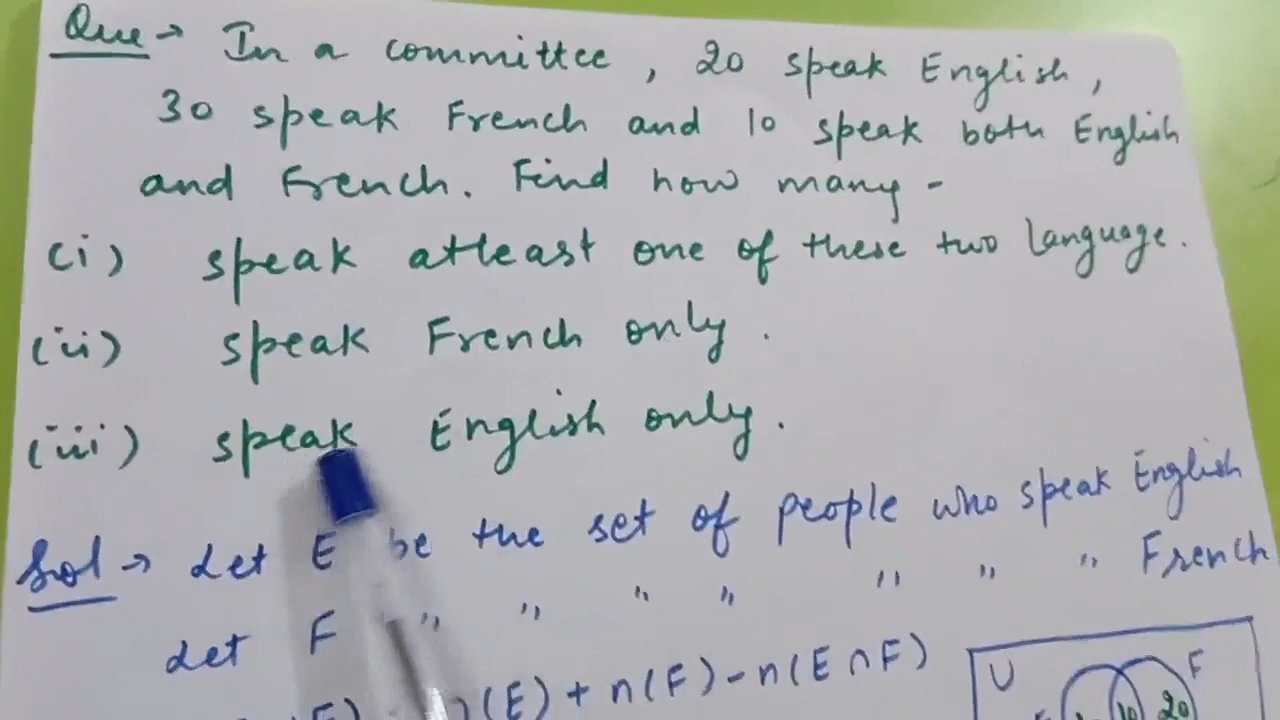 Que → In a committee, 20 speak English,
30 speak French and 10 speak both English
and French. Find how many -
(i) speak atleast one of these two language.
(ii) speak French only.
(iii) speak English only.
Sol → Let E be the set of people who speak English
Let F " " " " " " " French
F) n(E) + n(F) - n(E ∩ F)
U F
10 20